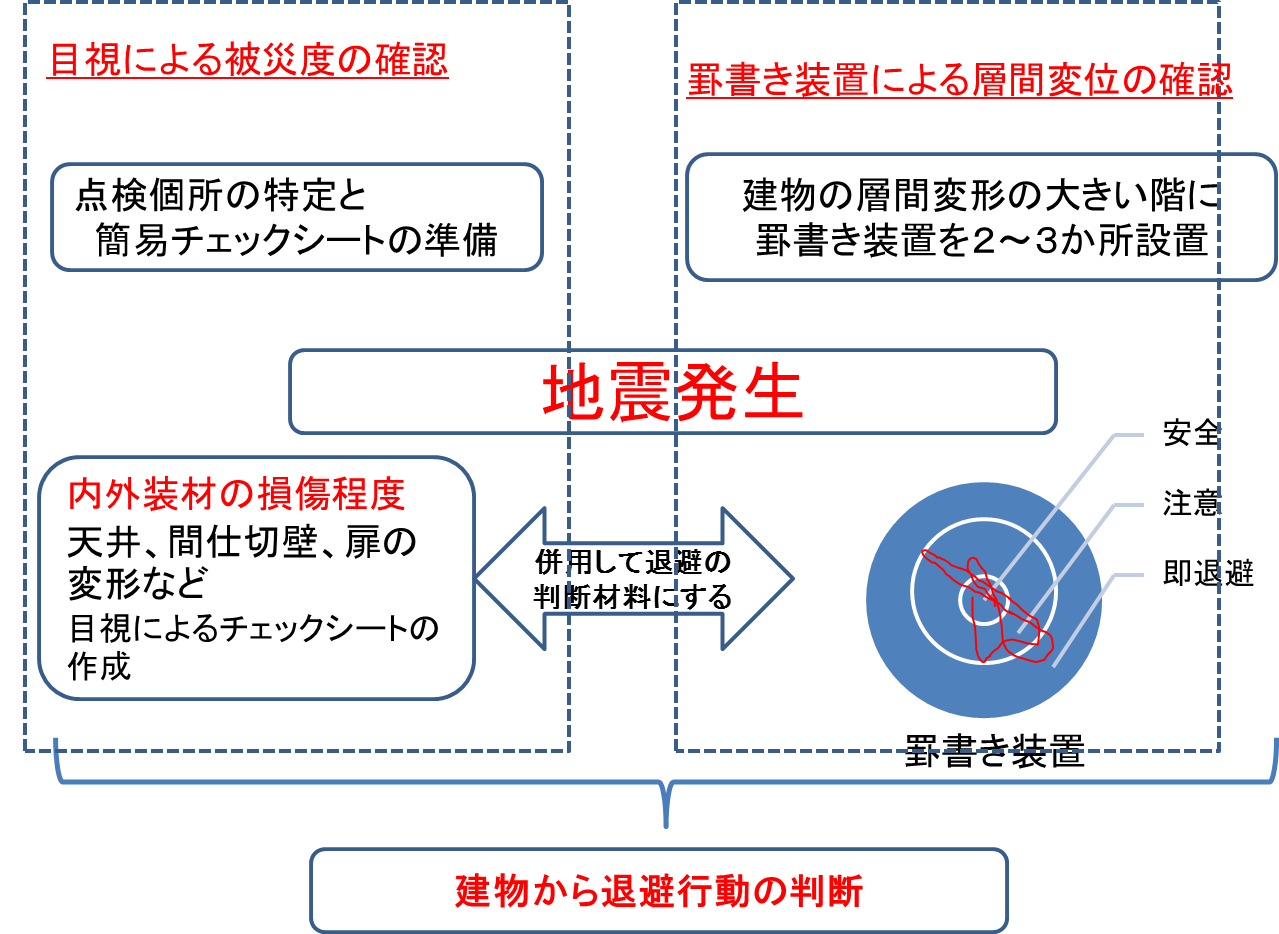 目視による被災度の確認
罫書き装置による層間変位の確認
点検個所の特定と
簡易チェックシートの準備
建物の層間変形の大きい階に
罫書き装置を２～３か所設置
地震発生
内外装材の損傷程度
天井、間仕切壁、扉の
変形など
目視によるチェックシートの
作成
併用して退避の
判断材料にする
安全
注意
即退避
罫書き装置
建物から退避行動の判断